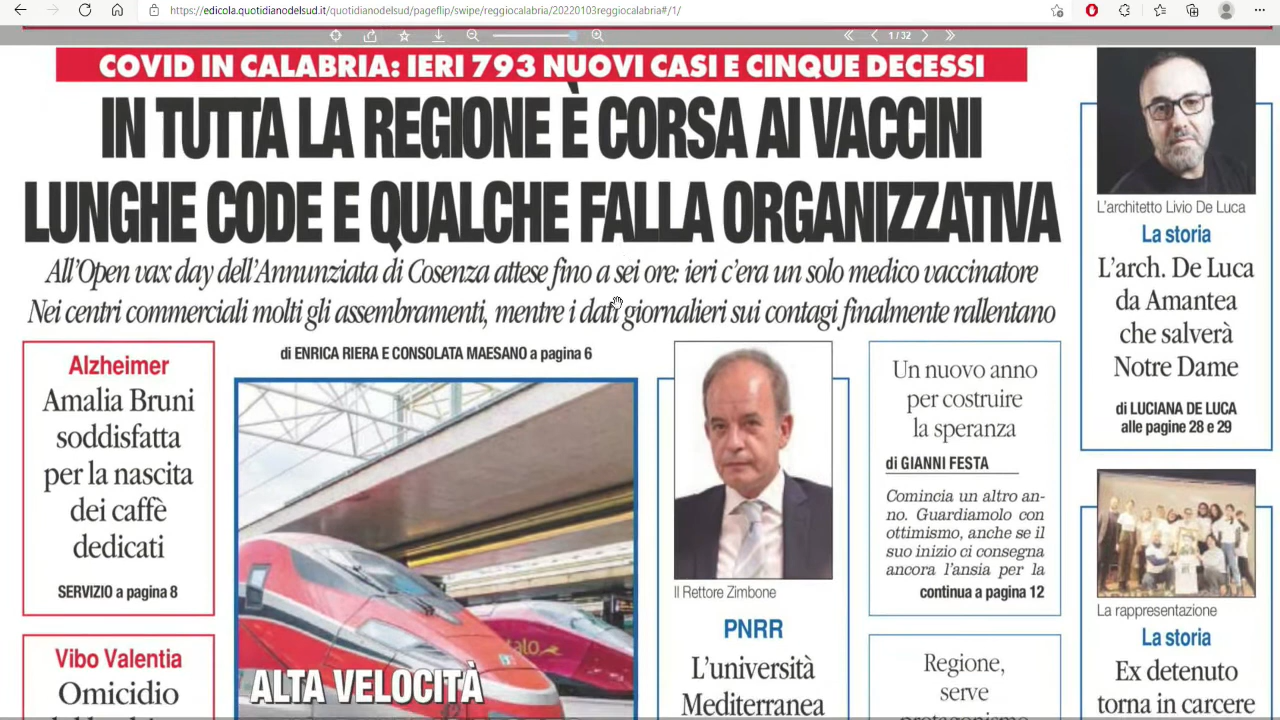 https://edicola.quotidianodelsud.it/quotidianodelsud/pageflip/swipe/reggiocalabria/20220103reggiocalabria#/1/
1 / 32
COVID IN CALABRIA: IERI 793 NUOVI CASI E CINQUE DECESSI
IN TUTTA LA REGIONE È CORSA AI VACCINI
LUNGHE CODE E QUALCHE FALLA ORGANIZZATIVA
All'Open vax day dell'Annunziata di Cosenza attese fino a sei ore: ieri c'era un solo medico vaccinatore
Nei centri commerciali molti gli assembramenti, mentre i dati giornalieri sui contagi finalmente rallentano
di ENRICA RIERA E CONSOLATA MAESANO a pagina 6
Alzheimer
Amalia Bruni
soddisfatta
per la nascita
dei caffè
dedicati
SERVIZIO a pagina 8
Vibo Valentia
Omicidio
ALTA VELOCITÀ
Il Rettore Zimbone
PNRR
L'università
Mediterranea
Un nuovo anno
per costruire
la speranza
di GIANNI FESTA
Comincia un altro an-
no. Guardiamolo con
ottimismo, anche se il
suo inizio ci consegna
ancora l'ansia per la
continua a pagina 12
Regione,
serve
L'architetto Livio De Luca
La storia
L'arch. De Luca
da Amantea
che salverà
Notre Dame
di LUCIANA DE LUCA
alle pagine 28 e 29
La rappresentazione
La storia
Ex detenuto
torna in carcere